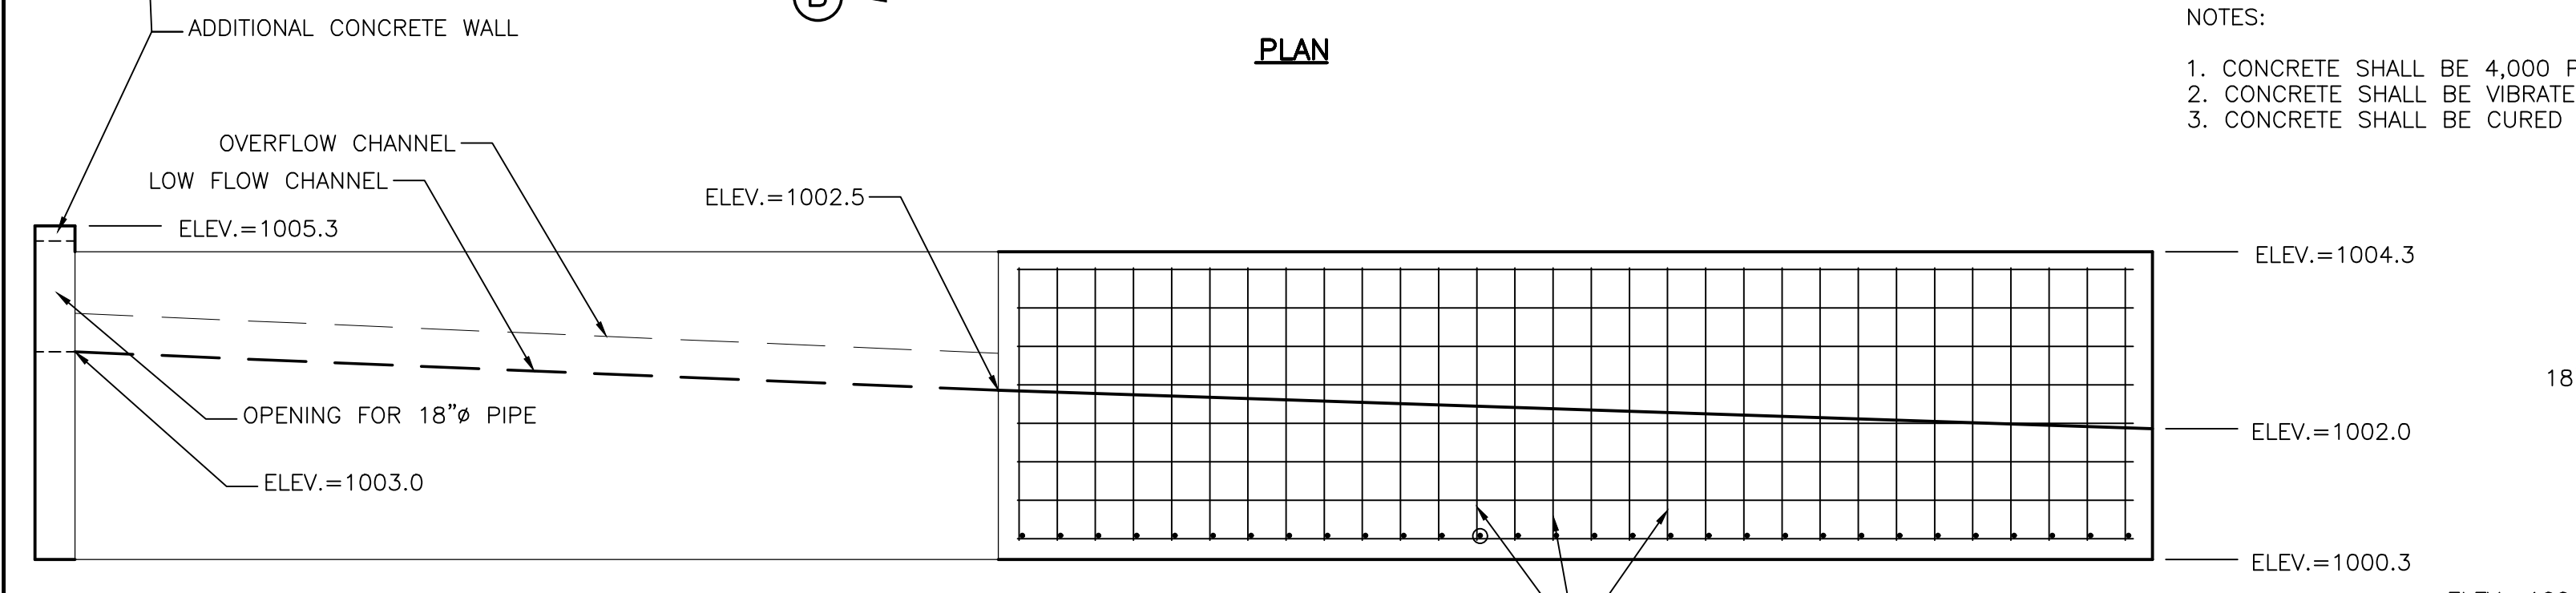 ADDITIONAL CONCRETE WALL
PLAN
NOTES:
1. CONCRETE SHALL BE 4,000
2. CONCRETE SHALL BE VIBRATE
3. CONCRETE SHALL BE CURED
OVERFLOW CHANNEL
LOW FLOW CHANNEL
ELEV.=1002.5
ELEV.=1005.3
ELEV.=1004.3
18
OPENING FOR 18"ø PIPE
ELEV.=1002.0
ELEV.=1003.0
ELEV.=1000.3